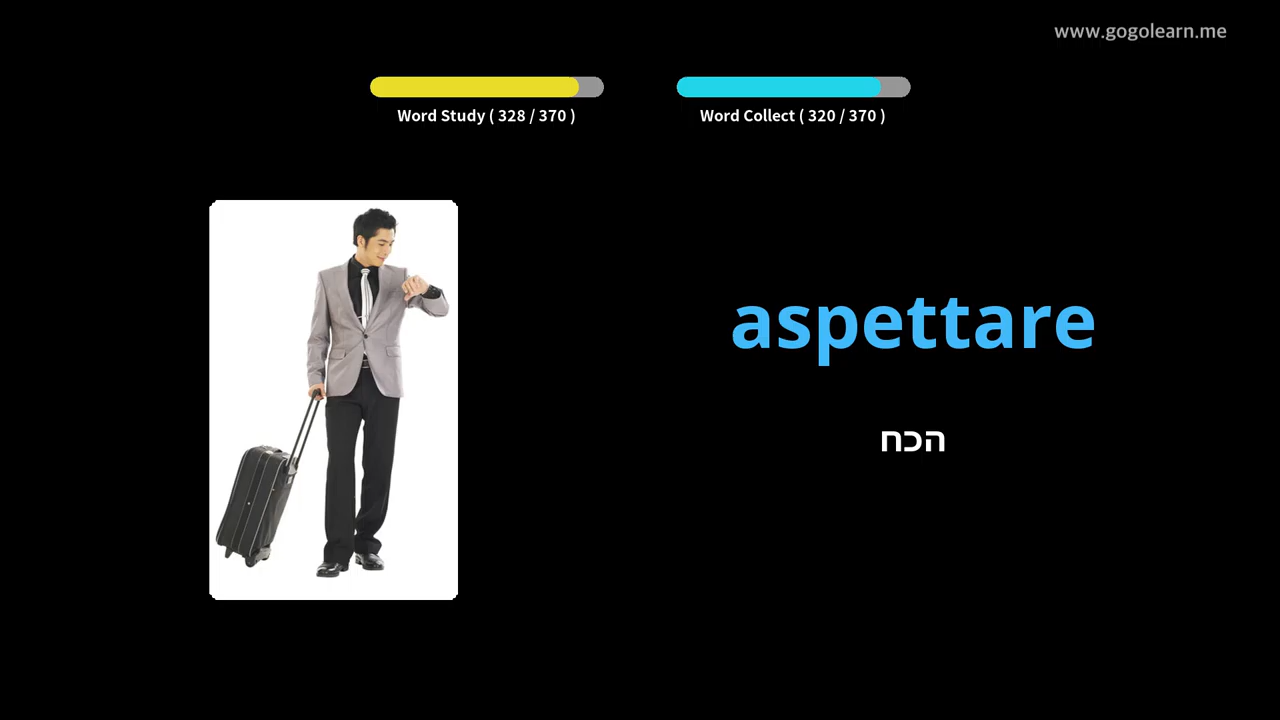 www.gogolearn.me
Word Study ( 328 / 370 )
Word Collect ( 320 / 370 )
aspettare
הכח